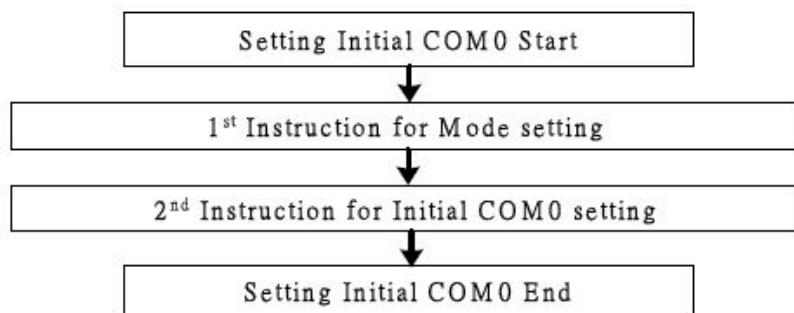 Setting Initial COM0 Start
1st Instruction for Mode setting
2nd Instruction for Initial COM0 setting
Setting Initial COM0 End